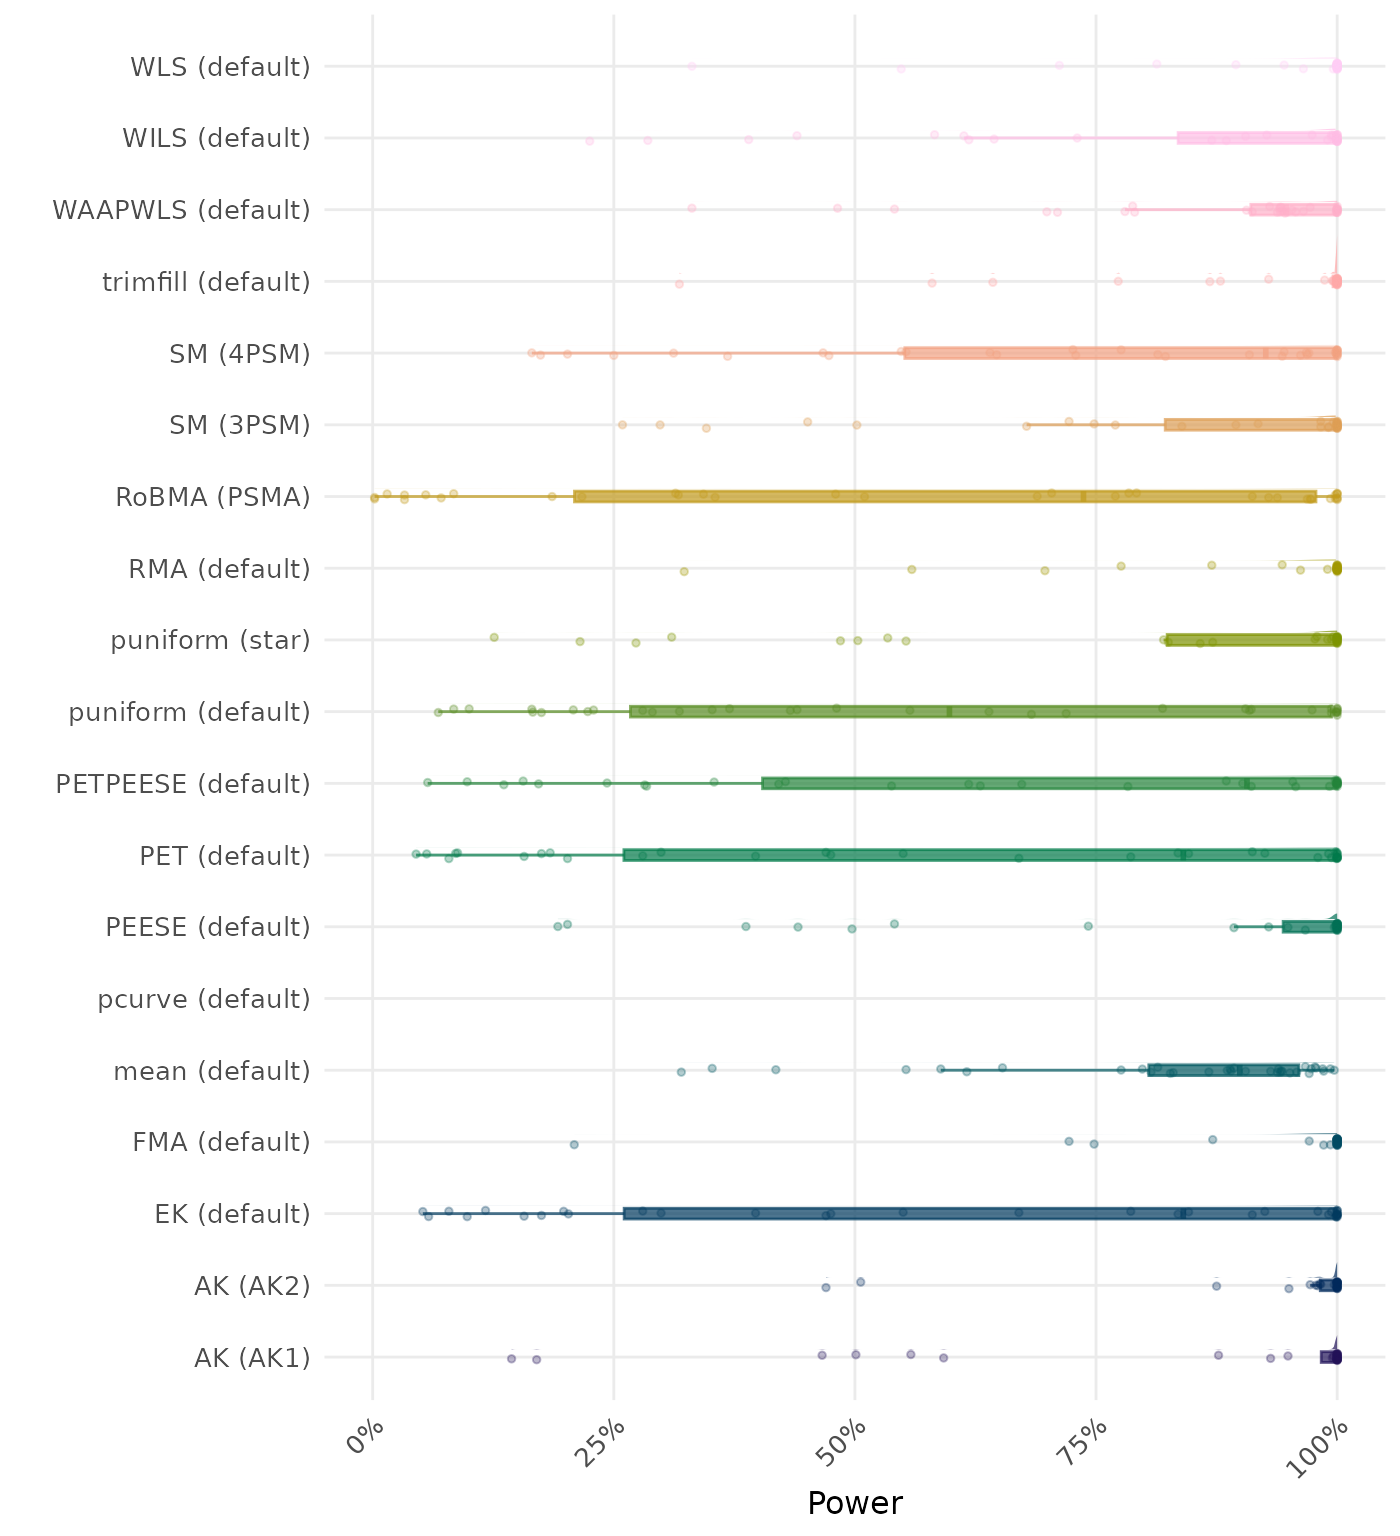 WLS (default)
WILS (default)
WAAPWLS (default)
trimfill (default)
SM (4PSM)
SM (3PSM)
RoBMA (PSMA)
RMA (default)
puniform (star)
puniform (default)
PETPEESE (default)
PET (default)
PEESE (default)
pcurve (default)
mean (default)
FMA (default)
EK (default)
AK (AK2)
AK (AK1)
0% 25% 50% 75% 100%
Power